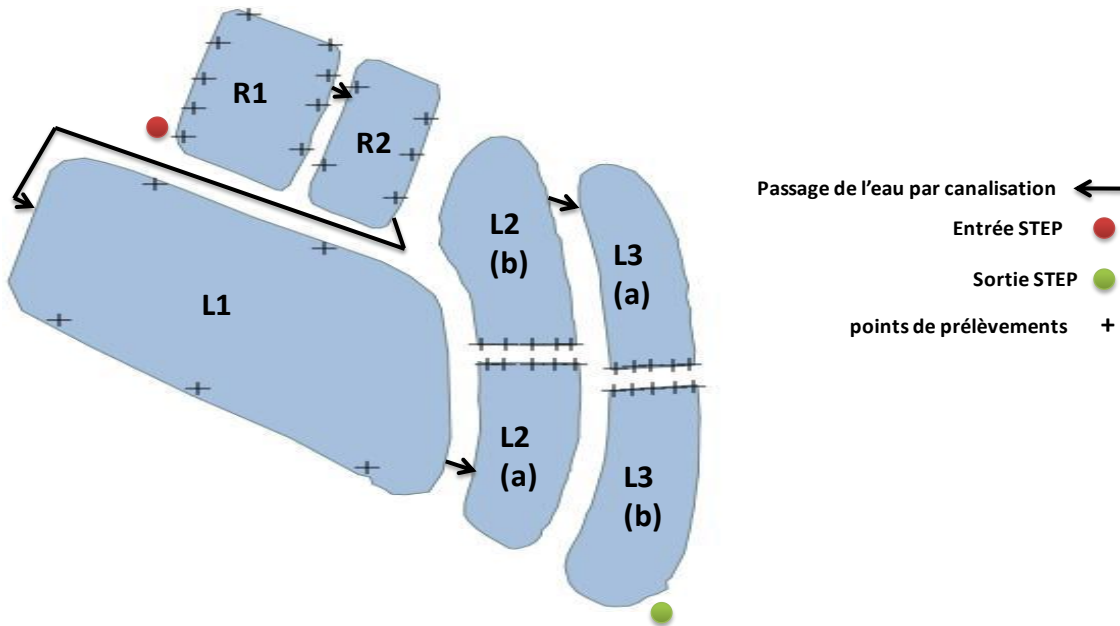 R1
R2
L1
L2
(b)
L3
(a)
L2
(a)
L3
(b)
Passage de l'eau par canalisation
Entrée STEP
Sortie STEP
points de prélèvements